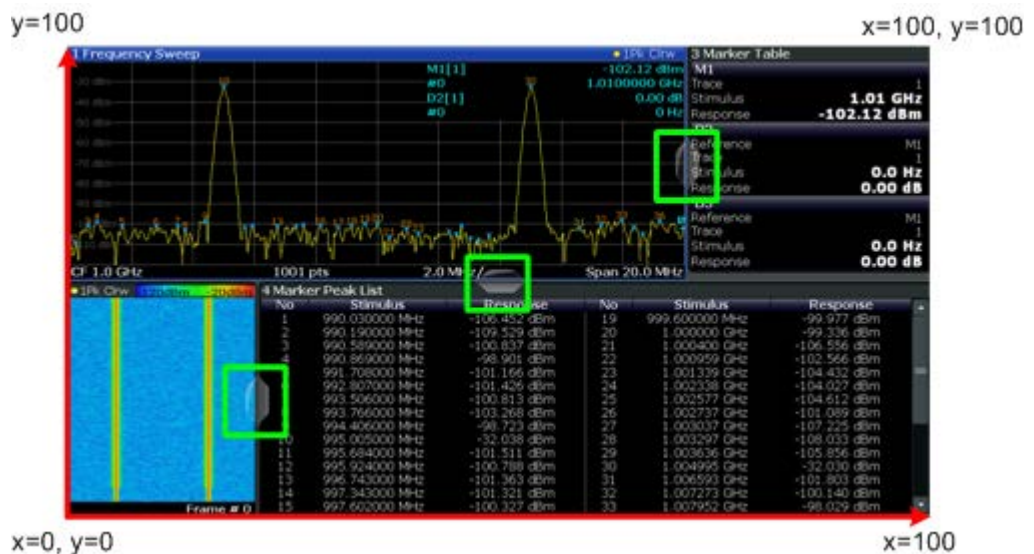 y=100
x=100, y=100
1 Frequency Sweep
1Pk Clrw
M1[1] -102.12 dBm
1.0100000 GHz
D2[1] 0.00 dB
0 Hz
CF 1.0 GHz 1001 pts 2.0 MHz/ Span 20.0 MHz
3 Marker Table
M1
Trace 1
Stimulus 1.01 GHz
Response -102.12 dBm
Reference M1
Trace 1
Stimulus 0.0 Hz
Response 0.00 dB
D3
Reference M1
Trace 1
Stimulus 0.0 Hz
Response 0.00 dB
1Pk Clrw
Frame # 0
4 Marker Peak List
No Stimulus Response No Stimulus Response
1 990.030000 MHz -106.452 dBm 19 999.600000 MHz -99.977 dBm
2 990.190000 MHz -109.529 dBm 20 1.000000 GHz -99.336 dBm
3 990.589000 MHz -100.837 dBm 21 1.000400 GHz -106.556 dBm
4 990.869000 MHz -98.901 dBm 22 1.000959 GHz -102.566 dBm
991.708000 MHz -101.166 dBm 23 1.001339 GHz -104.432 dBm
992.807000 MHz -101.426 dBm 24 1.002338 GHz -104.027 dBm
993.506000 MHz -100.813 dBm 25 1.002577 GHz -104.612 dBm
993.766000 MHz -103.268 dBm 26 1.002737 GHz -101.089 dBm
994.406000 MHz -98.723 dBm 27 1.003037 GHz -107.225 dBm
10 995.005000 MHz -32.038 dBm 28 1.003297 GHz -108.033 dBm
11 995.684000 MHz -101.511 dBm 29 1.003636 GHz -105.856 dBm
12 995.924000 MHz -100.788 dBm 30 1.004995 GHz -32.030 dBm
13 996.743000 MHz -101.363 dBm 31 1.006593 GHz -101.803 dBm
14 997.343000 MHz -101.321 dBm 32 1.007273 GHz -100.140 dBm
15 997.602000 MHz -100.327 dBm 33 1.007952 GHz -98.029 dBm
x=0, y=0
x=100